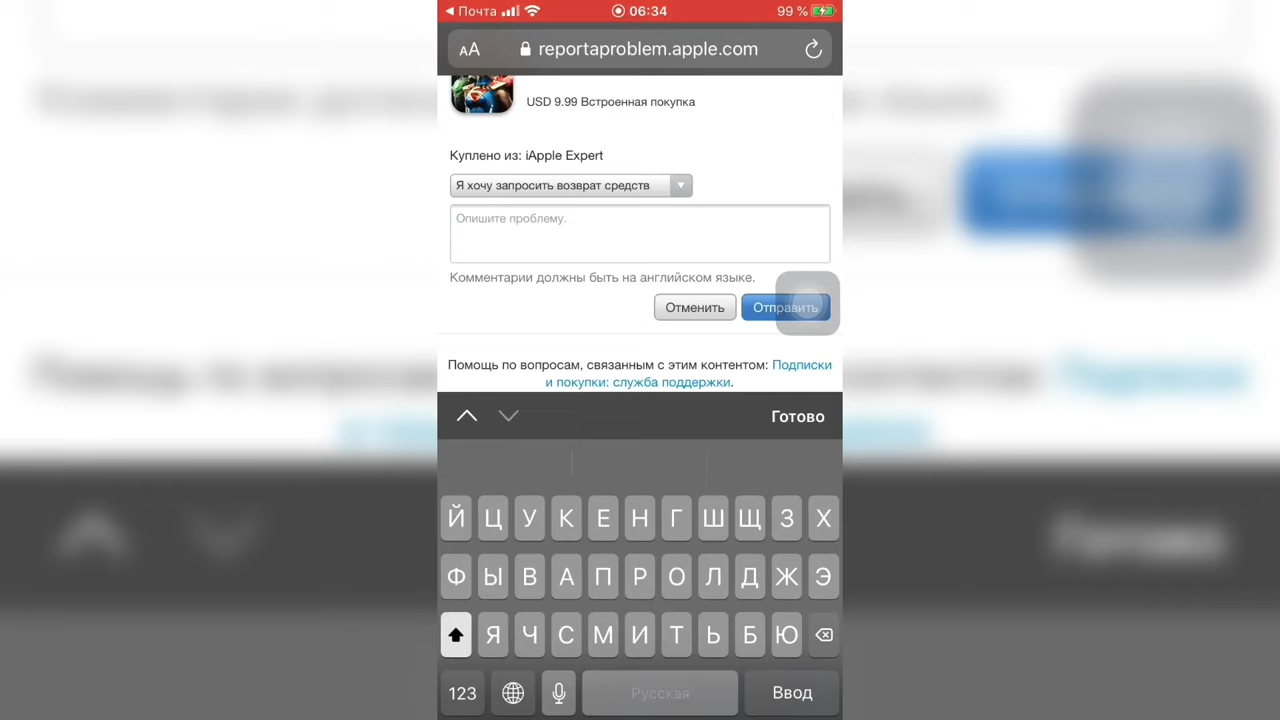 ◀ Почта 06:34 99 %
AA reportaproblem.apple.com
USD 9.99 Встроенная покупка
Куплено из: iApple Expert
Я хочу запросить возврат средств
Опишите проблему.
Комментарии должны быть на английском языке.
Отменить Отправить
Помощь по вопросам, связанным с этим контентом: Подписки
и покупки: служба поддержки.
Готово
Й Ц У К Е Н Г Ш Щ З Х
Ф Ы В А П Р О Л Д Ж Э
Я Ч С М И Т Ь Б Ю
123 Русская Ввод